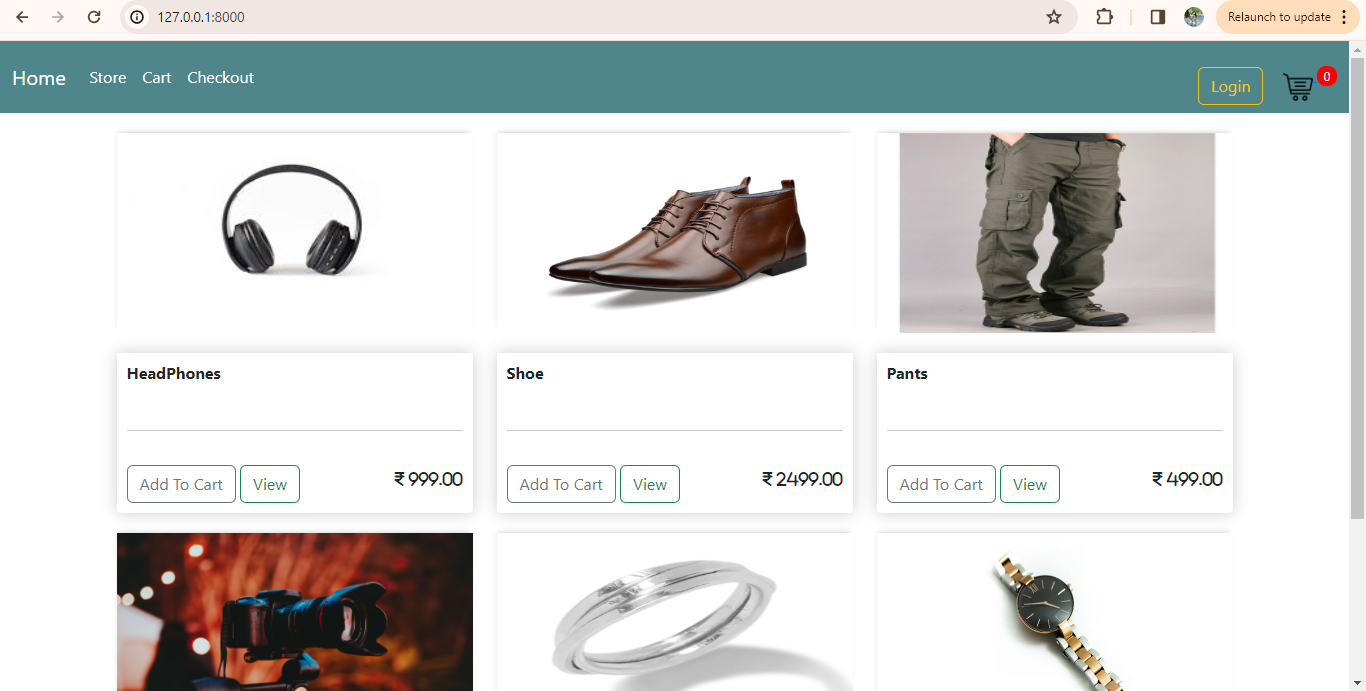 127.0.0.1:8000
Relaunch to update
Home Store Cart Checkout
Login
0
HeadPhones
Shoe
Pants
Add To Cart View ₹ 999.00
Add To Cart View ₹ 2499.00
Add To Cart View ₹ 499.00